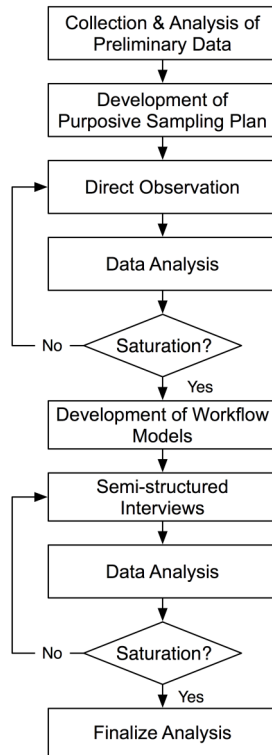 Collection & Analysis of
Preliminary Data
Development of
Purposive Sampling Plan
Direct Observation
Data Analysis
No
Saturation?
Yes
Development of Workflow
Models
Semi-structured
Interviews
Data Analysis
No
Saturation?
Yes
Finalize Analysis